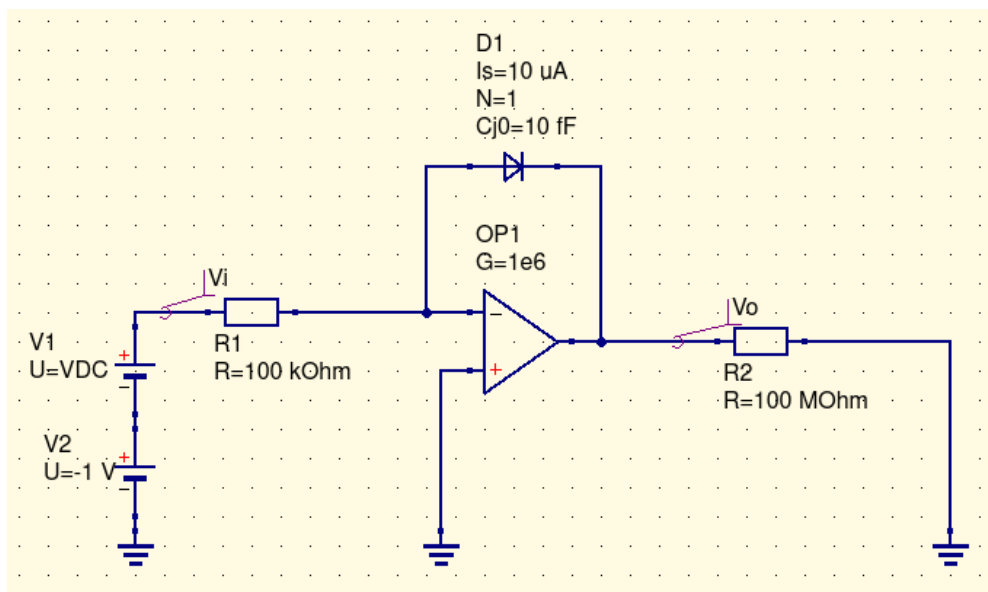 D1
Is=10 uA
N=1
Cj0=10 fF
OP1
G=1e6
Vi
Vo
V1
U=VDC
R1
R=100 kOhm
R2
R=100 MOhm
V2
U=-1 V